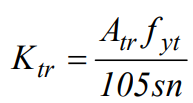 K_tr = A_tr f_yt / 105sn